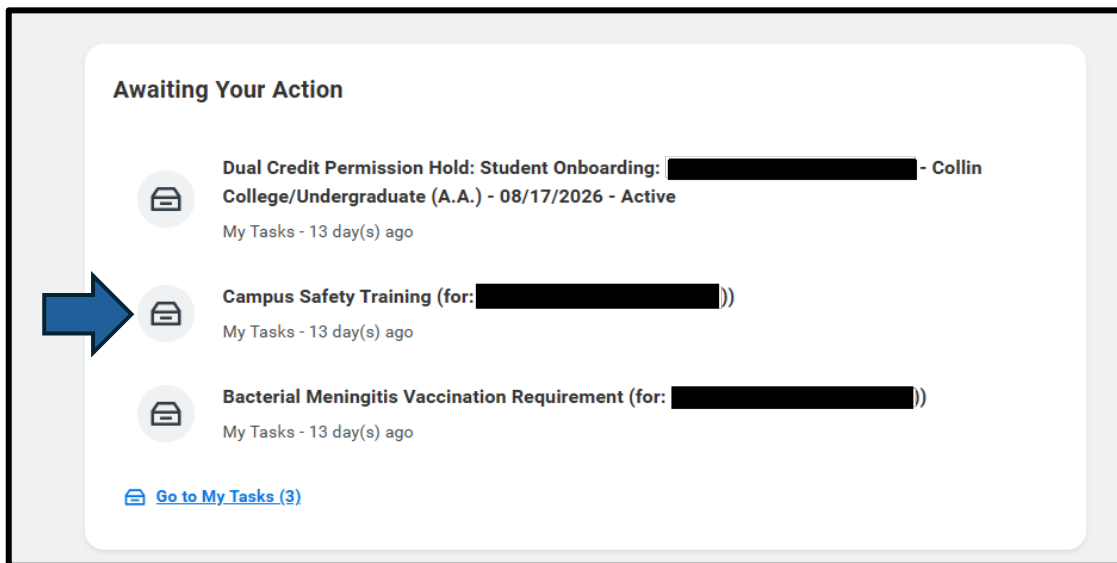 Awaiting Your Action
Dual Credit Permission Hold: Student Onboarding: - Collin
College/Undergraduate (A.A.) - 08/17/2026 - Active
My Tasks - 13 day(s) ago
Campus Safety Training (for: ))
My Tasks - 13 day(s) ago
Bacterial Meningitis Vaccination Requirement (for: ))
My Tasks - 13 day(s) ago
Go to My Tasks (3)